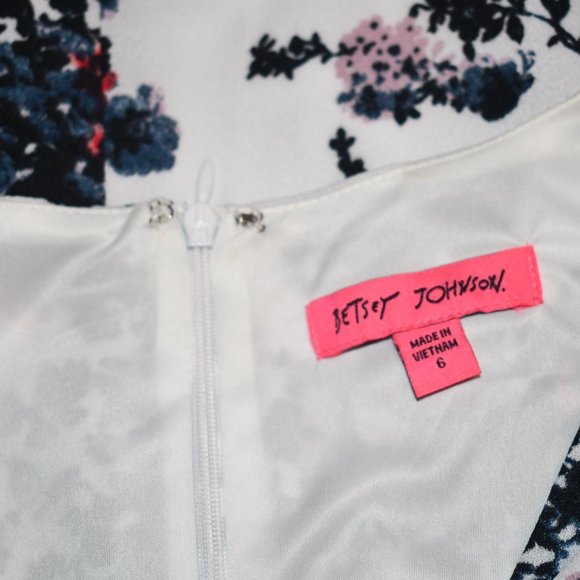 BETSEY JOHNSON.
MADE IN
VIETNAM
6